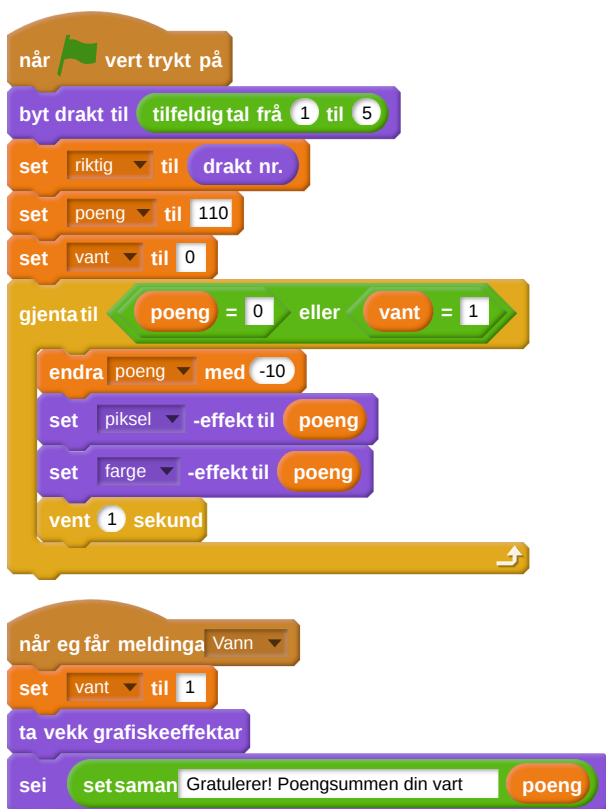 når vert trykt på
byt drakt til tilfeldig tal frå 1 til 5
set riktig til drakt nr.
set poeng til 110
set vant til 0
gjenta til poeng = 0 eller vant = 1
endra poeng med -10
set piksel -effekt til poeng
set farge -effekt til poeng
vent 1 sekund
når eg får meldinga Vann
set vant til 1
ta vekk grafiske effektar
sei set saman Gratulerer! Poengsummen din vart poeng